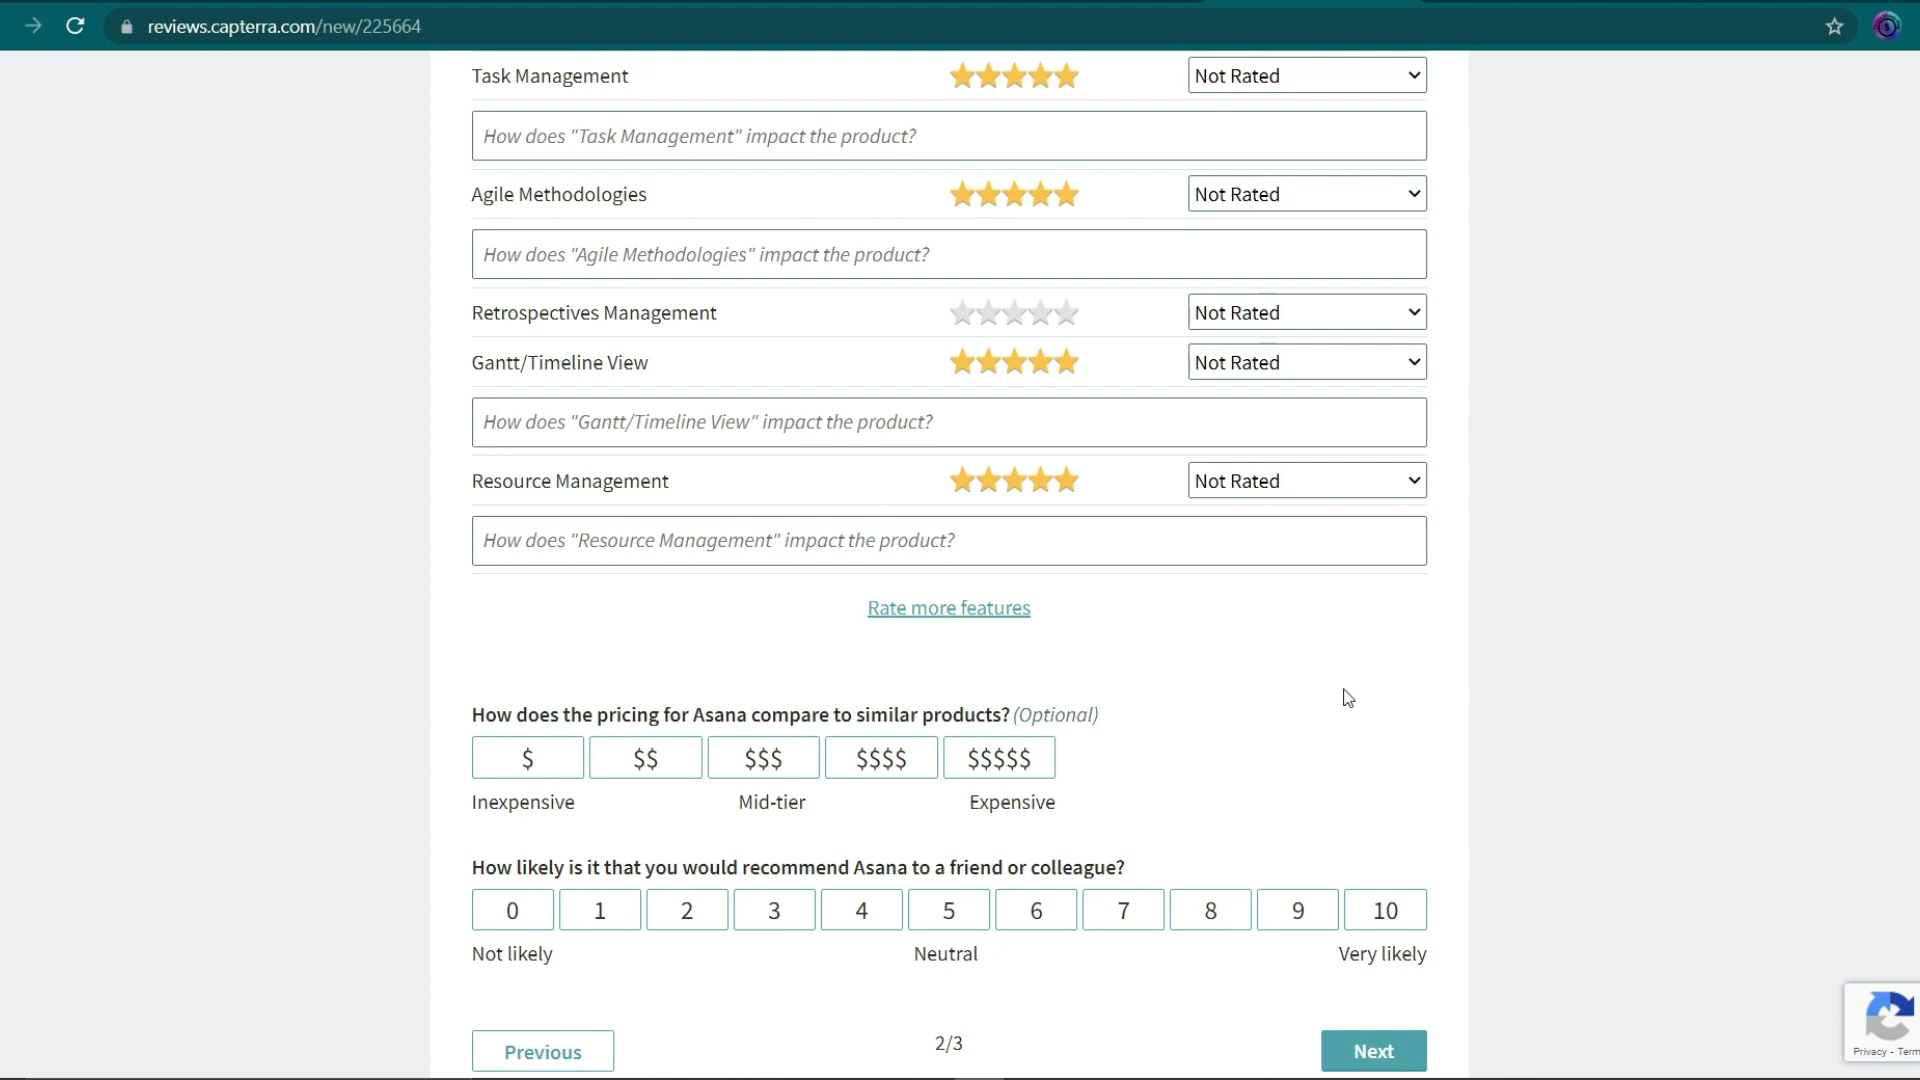 reviews.capterra.com/new/225664
Task Management Not Rated
How does "Task Management" impact the product?
Agile Methodologies Not Rated
How does "Agile Methodologies" impact the product?
Retrospectives Management Not Rated
Gantt/Timeline View Not Rated
How does "Gantt/Timeline View" impact the product?
Resource Management Not Rated
How does "Resource Management" impact the product?
Rate more features
How does the pricing for Asana compare to similar products? (Optional)
$ $$ $$$ $$$$ $$$$$
Inexpensive Mid-tier Expensive
How likely is it that you would recommend Asana to a friend or colleague?
0 1 2 3 4 5 6 7 8 9 10
Not likely Neutral Very likely
Previous 2/3 Next
Privacy - Term